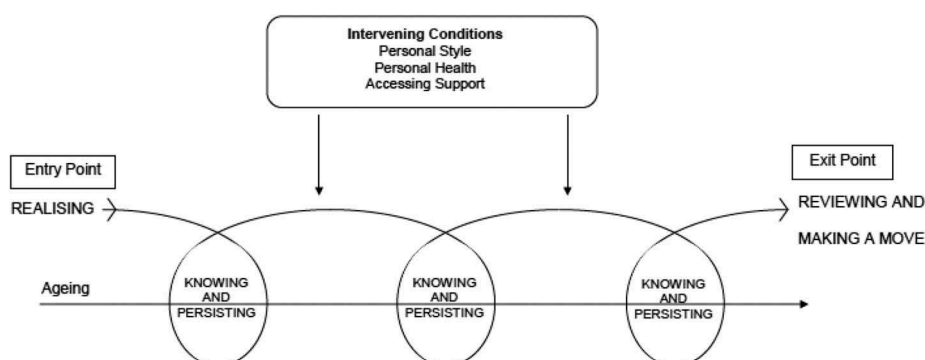 Intervening Conditions
Personal Style
Personal Health
Accessing Support
Entry Point
REALISING
Exit Point
REVIEWING AND
MAKING A MOVE
Ageing
KNOWING
AND
PERSISTING
KNOWING
AND
PERSISTING
KNOWING
AND
PERSISTING